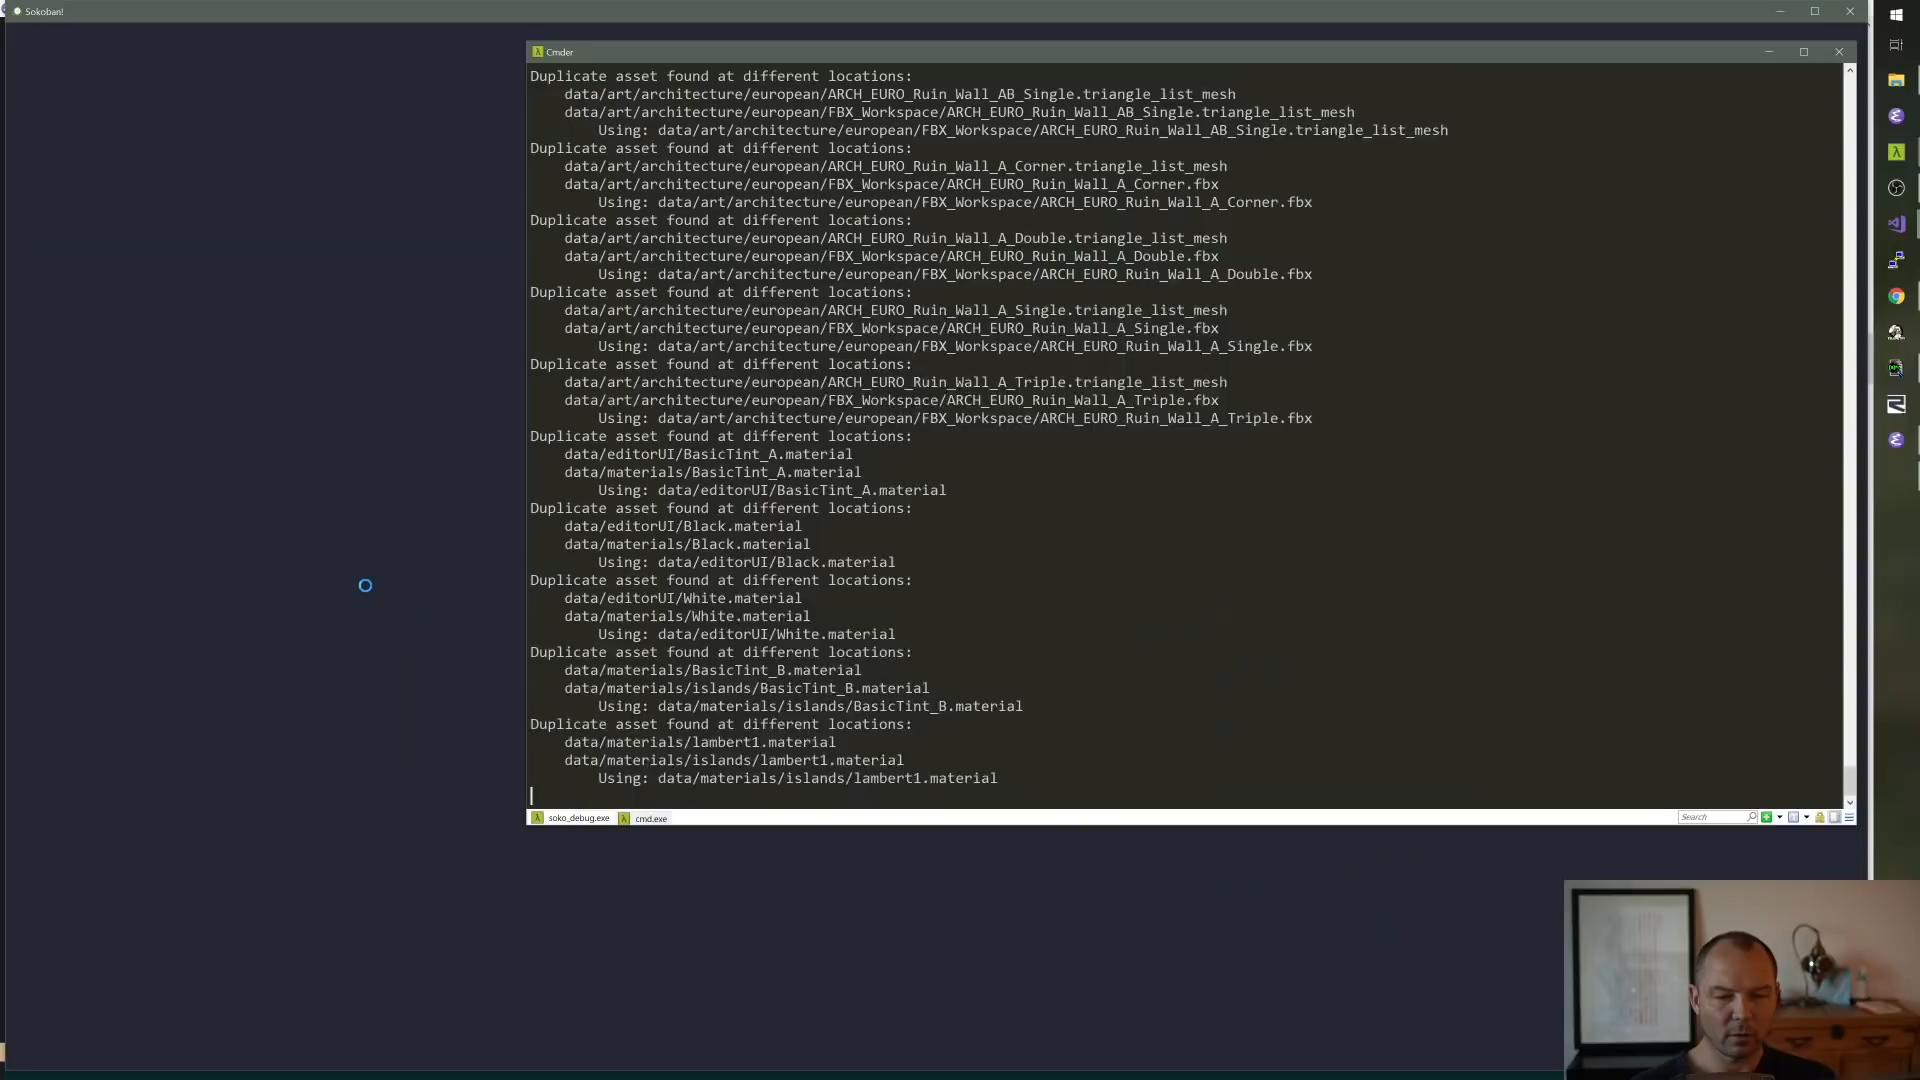 Sokoban!
Cmder
Duplicate asset found at different locations:
data/art/architecture/european/ARCH_EURO_Ruin_Wall_AB_Single.triangle_list_mesh
data/art/architecture/european/FBX_Workspace/ARCH_EURO_Ruin_Wall_AB_Single.triangle_list_mesh
Using: data/art/architecture/european/FBX_Workspace/ARCH_EURO_Ruin_Wall_AB_Single.triangle_list_mesh
Duplicate asset found at different locations:
data/art/architecture/european/ARCH_EURO_Ruin_Wall_A_Corner.triangle_list_mesh
data/art/architecture/european/FBX_Workspace/ARCH_EURO_Ruin_Wall_A_Corner.fbx
Using: data/art/architecture/european/FBX_Workspace/ARCH_EURO_Ruin_Wall_A_Corner.fbx
Duplicate asset found at different locations:
data/art/architecture/european/ARCH_EURO_Ruin_Wall_A_Double.triangle_list_mesh
data/art/architecture/european/FBX_Workspace/ARCH_EURO_Ruin_Wall_A_Double.fbx
Using: data/art/architecture/european/FBX_Workspace/ARCH_EURO_Ruin_Wall_A_Double.fbx
Duplicate asset found at different locations:
data/art/architecture/european/ARCH_EURO_Ruin_Wall_A_Single.triangle_list_mesh
data/art/architecture/european/FBX_Workspace/ARCH_EURO_Ruin_Wall_A_Single.fbx
Using: data/art/architecture/european/FBX_Workspace/ARCH_EURO_Ruin_Wall_A_Single.fbx
Duplicate asset found at different locations:
data/art/architecture/european/ARCH_EURO_Ruin_Wall_A_Triple.triangle_list_mesh
data/art/architecture/european/FBX_Workspace/ARCH_EURO_Ruin_Wall_A_Triple.fbx
Using: data/art/architecture/european/FBX_Workspace/ARCH_EURO_Ruin_Wall_A_Triple.fbx
Duplicate asset found at different locations:
data/editorUI/BasicTint_A.material
data/materials/BasicTint_A.material
Using: data/editorUI/BasicTint_A.material
Duplicate asset found at different locations:
data/editorUI/Black.material
data/materials/Black.material
Using: data/editorUI/Black.material
Duplicate asset found at different locations:
data/editorUI/White.material
data/materials/White.material
Using: data/editorUI/White.material
Duplicate asset found at different locations:
data/materials/BasicTint_B.material
data/materials/islands/BasicTint_B.material
Using: data/materials/islands/BasicTint_B.material
Duplicate asset found at different locations:
data/materials/lambert1.material
data/materials/islands/lambert1.material
Using: data/materials/islands/lambert1.material
soko_debug.exe cmd.exe Search